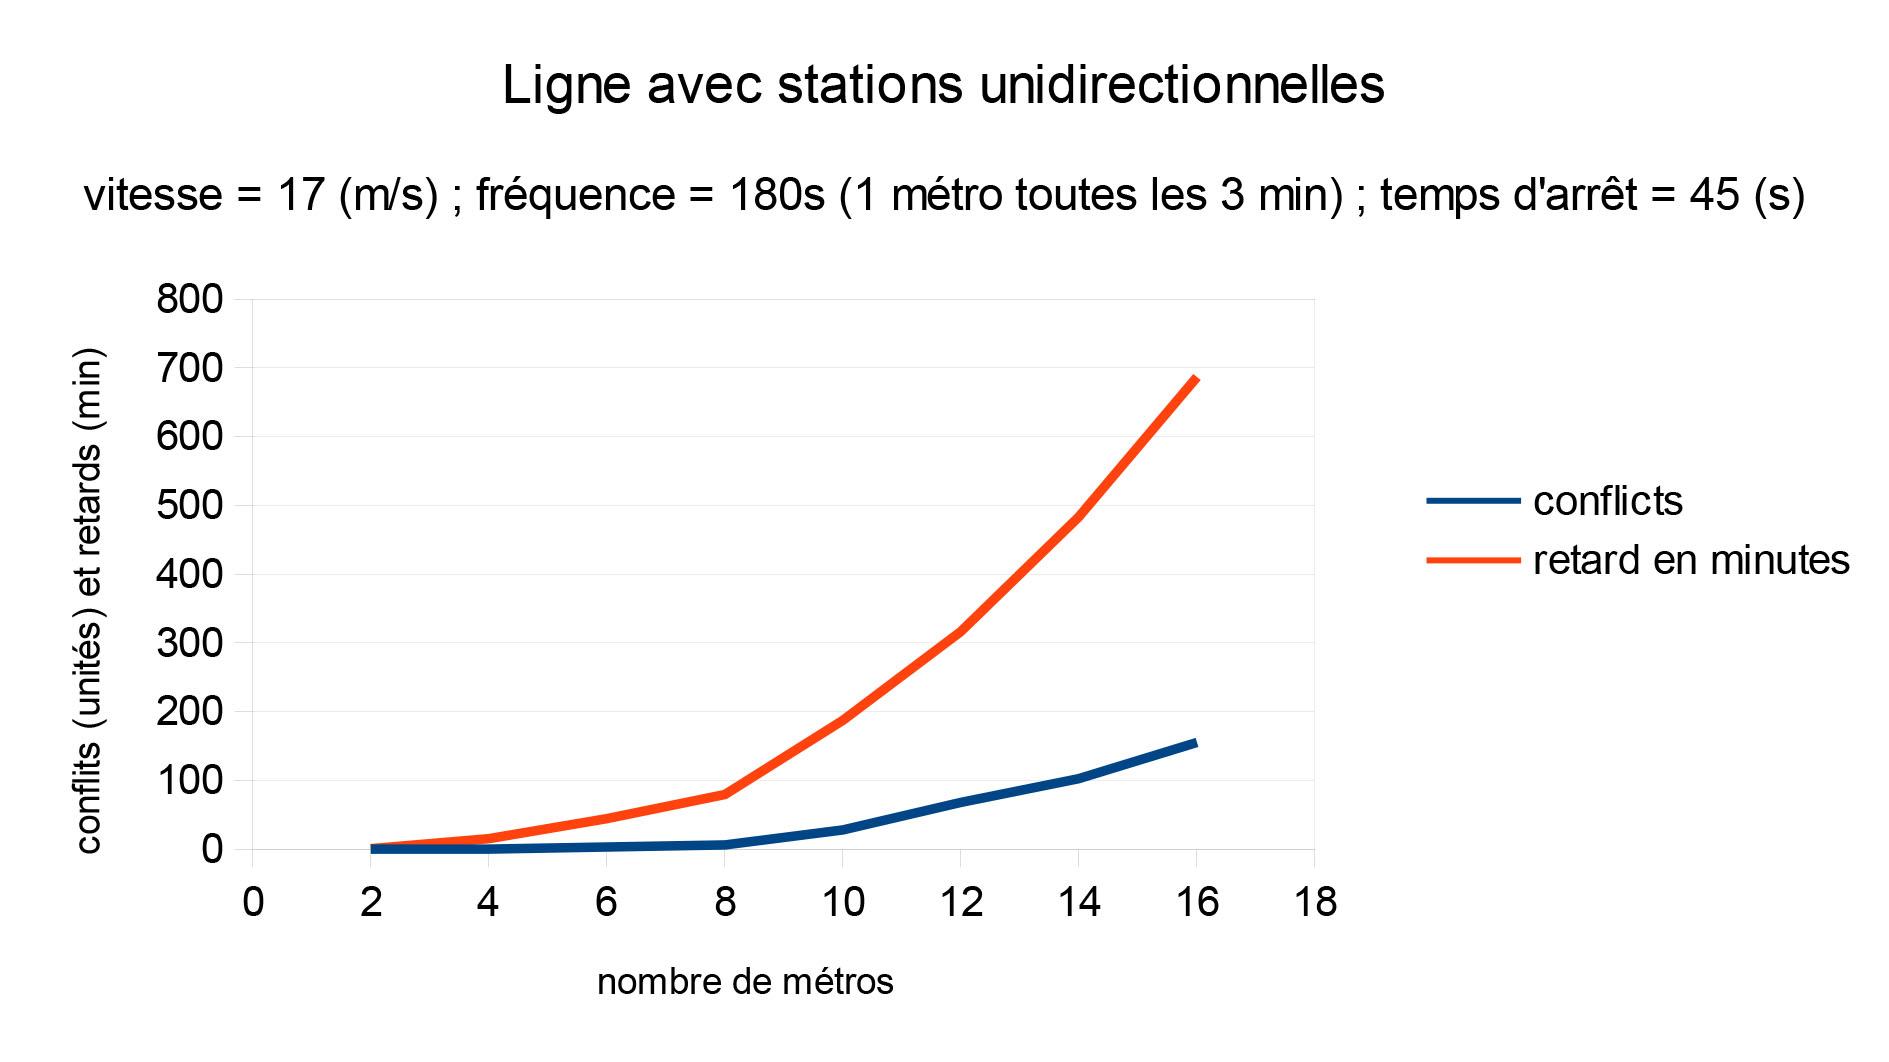 Ligne avec stations unidirectionnelles
vitesse = 17 (m/s) ; fréquence = 180s (1 métro toutes les 3 min) ; temps d'arrêt = 45 (s)
conflits (unités) et retards (min)
800
700
600
500
400
300
200
100
0
0 2 4 6 8 10 12 14 16 18
nombre de métros
conflicts
retard en minutes